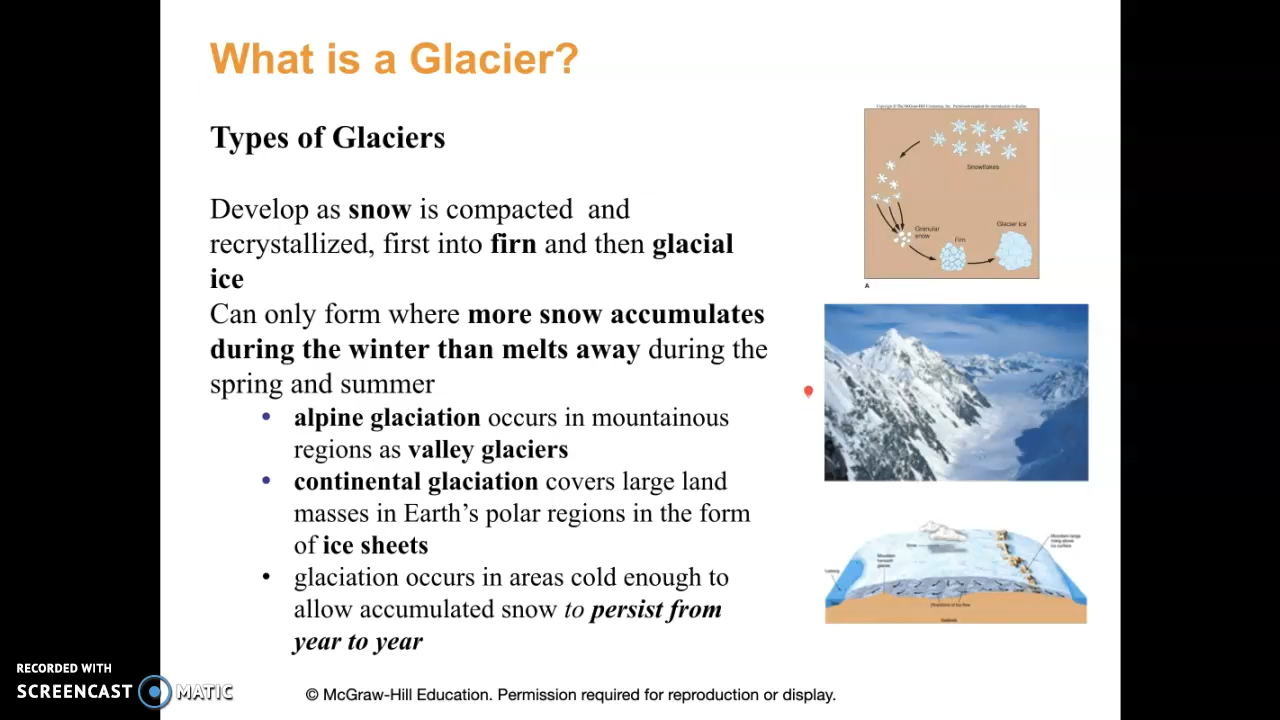 What is a Glacier?
Types of Glaciers
Develop as snow is compacted and
recrystallized, first into firn and then glacial
ice
Can only form where more snow accumulates
during the winter than melts away during the
spring and summer
• alpine glaciation occurs in mountainous
regions as valley glaciers
• continental glaciation covers large land
masses in Earth's polar regions in the form
of ice sheets
• glaciation occurs in areas cold enough to
allow accumulated snow to persist from
year to year
Snowflakes
Granular
snow
Firn
Glacier ice
A
RECORDED WITH
SCREENCAST MATIC
© McGraw-Hill Education. Permission required for reproduction or display.